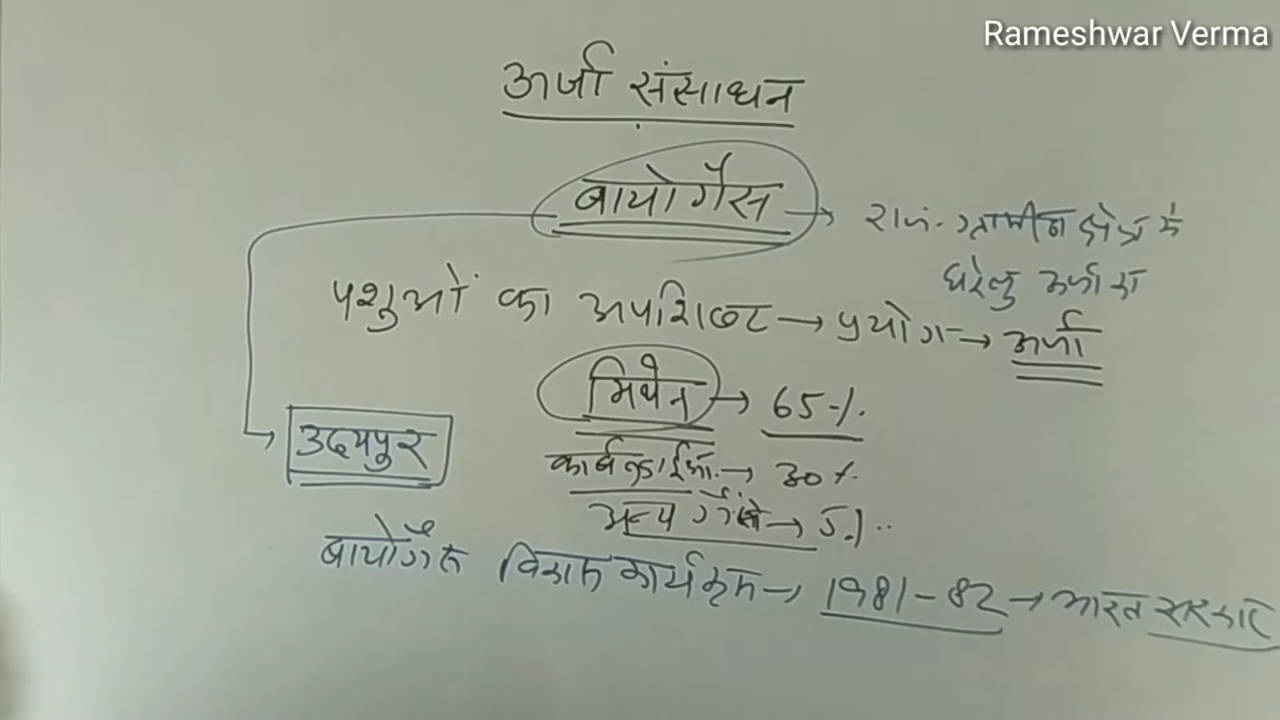 Rameshwar Verma
ऊर्जा संसाधन
बायोगैस → राज. ग्रामीण क्षेत्र में
घरेलु ऊर्जा का
पशुओं का अपशिष्ट → प्रयोग → ऊर्जा
मिथेन → 65%.
उदयपुर
कार्बनडाईऑ. → 30%.
अन्य गैसे → 5%
बायोगैस विकास कार्यक्रम → 1981-82 → भारत सरकार